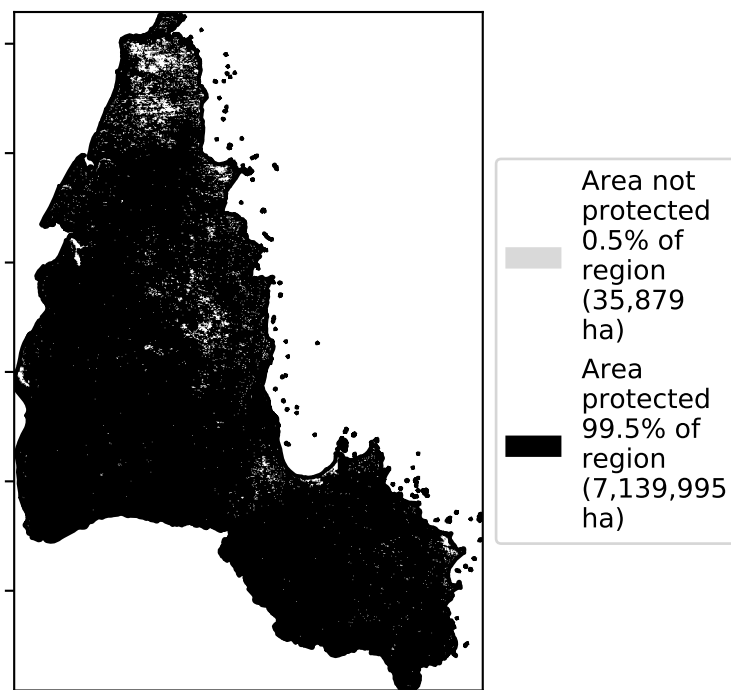 Area not
protected
0.5% of
region
(35,879
ha)
Area
protected
99.5% of
region
(7,139,995
ha)